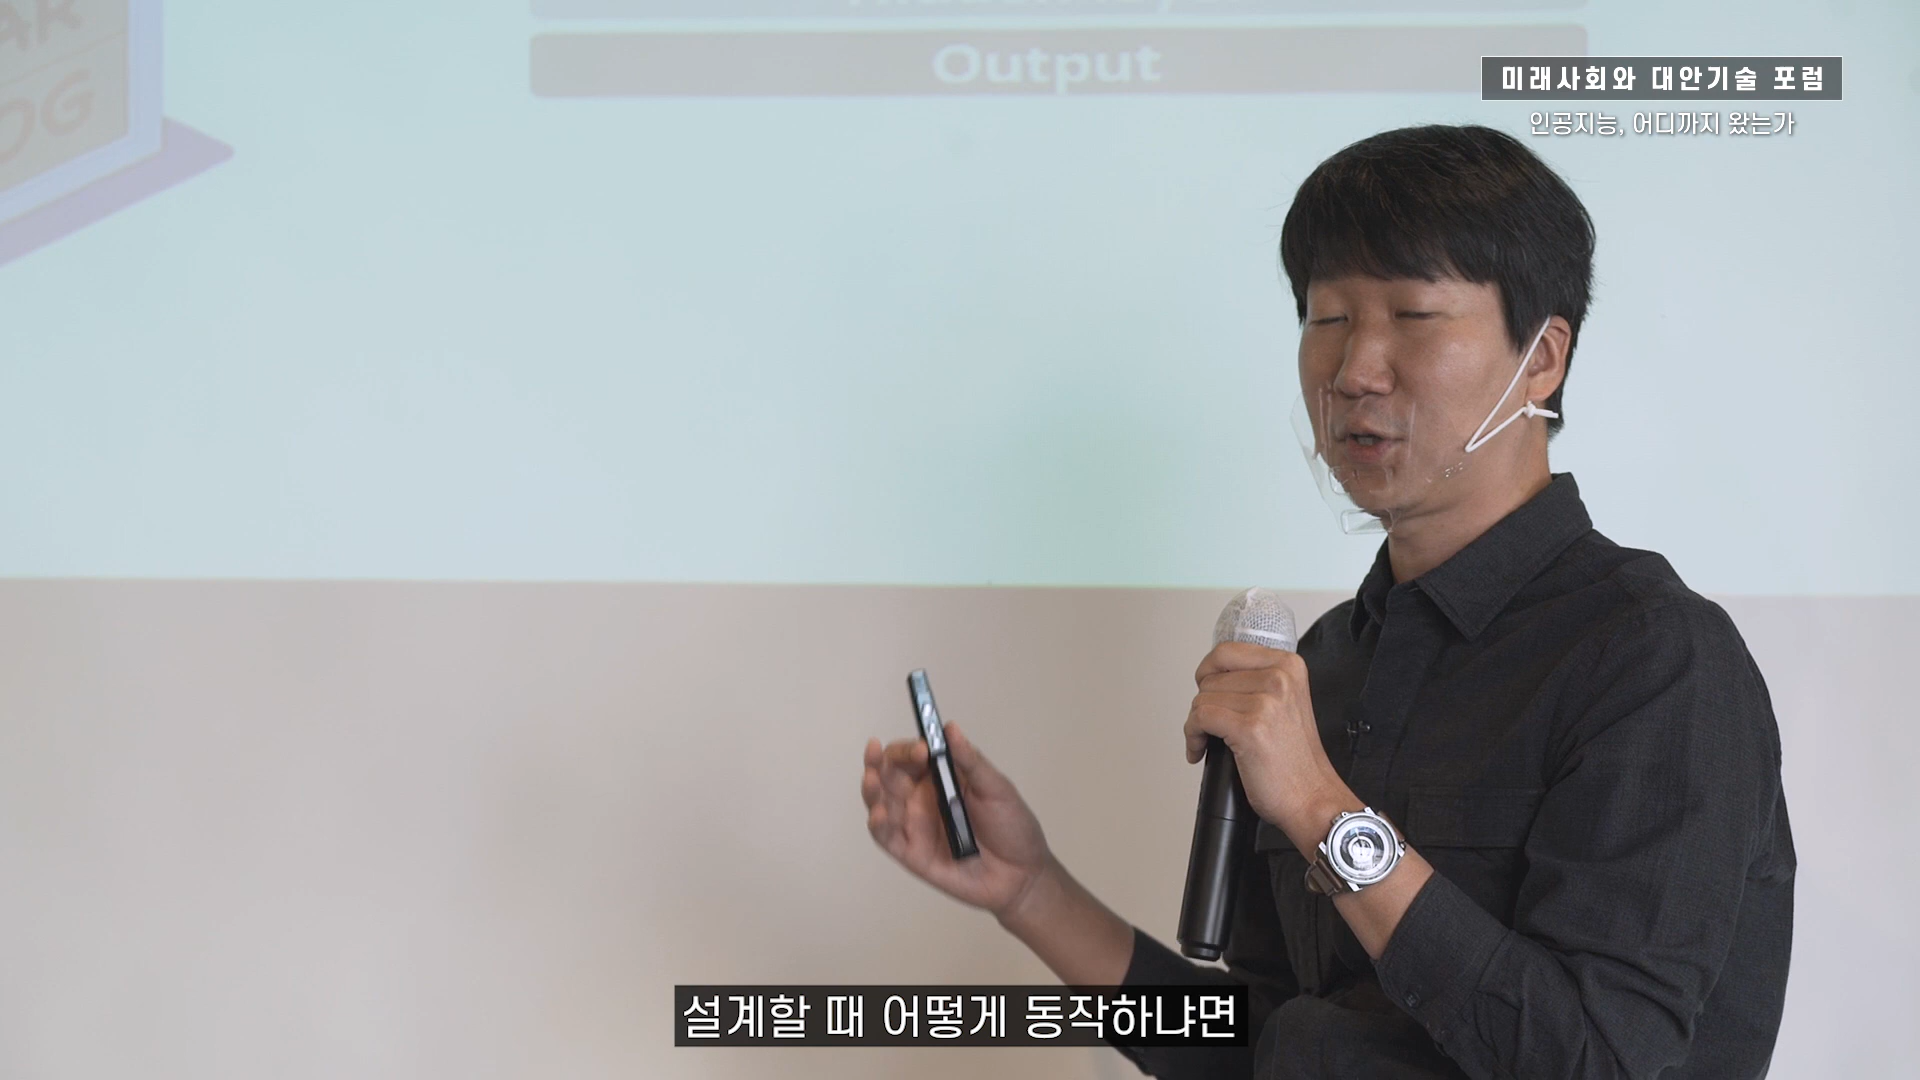 Output
미래사회와 대안기술 포럼
인공지능, 어디까지 왔는가
설계할 때 어떻게 동작하냐면